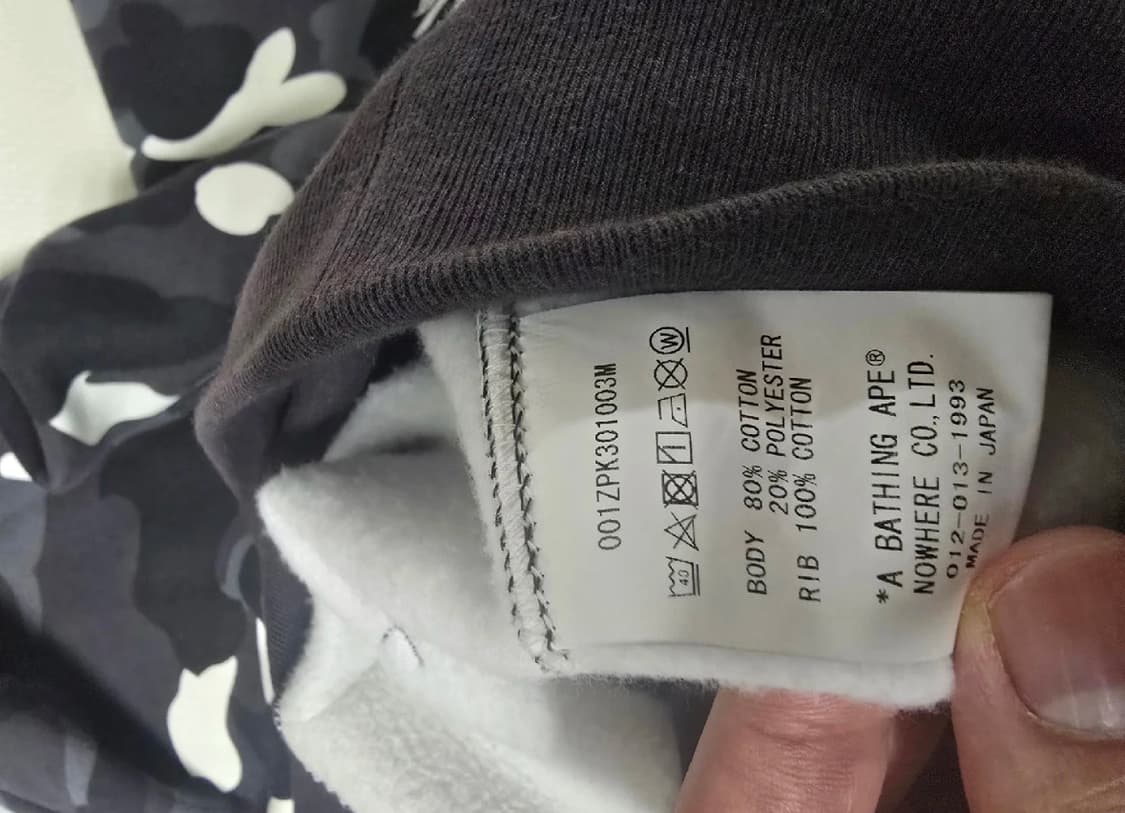 001ZPK301003M
40
W
BODY 80% COTTON
20% POLYESTER
RIB 100% COTTON
*A BATHING APE®
NOWHERE CO., LTD.
012-013-1993
MADE IN JAPAN